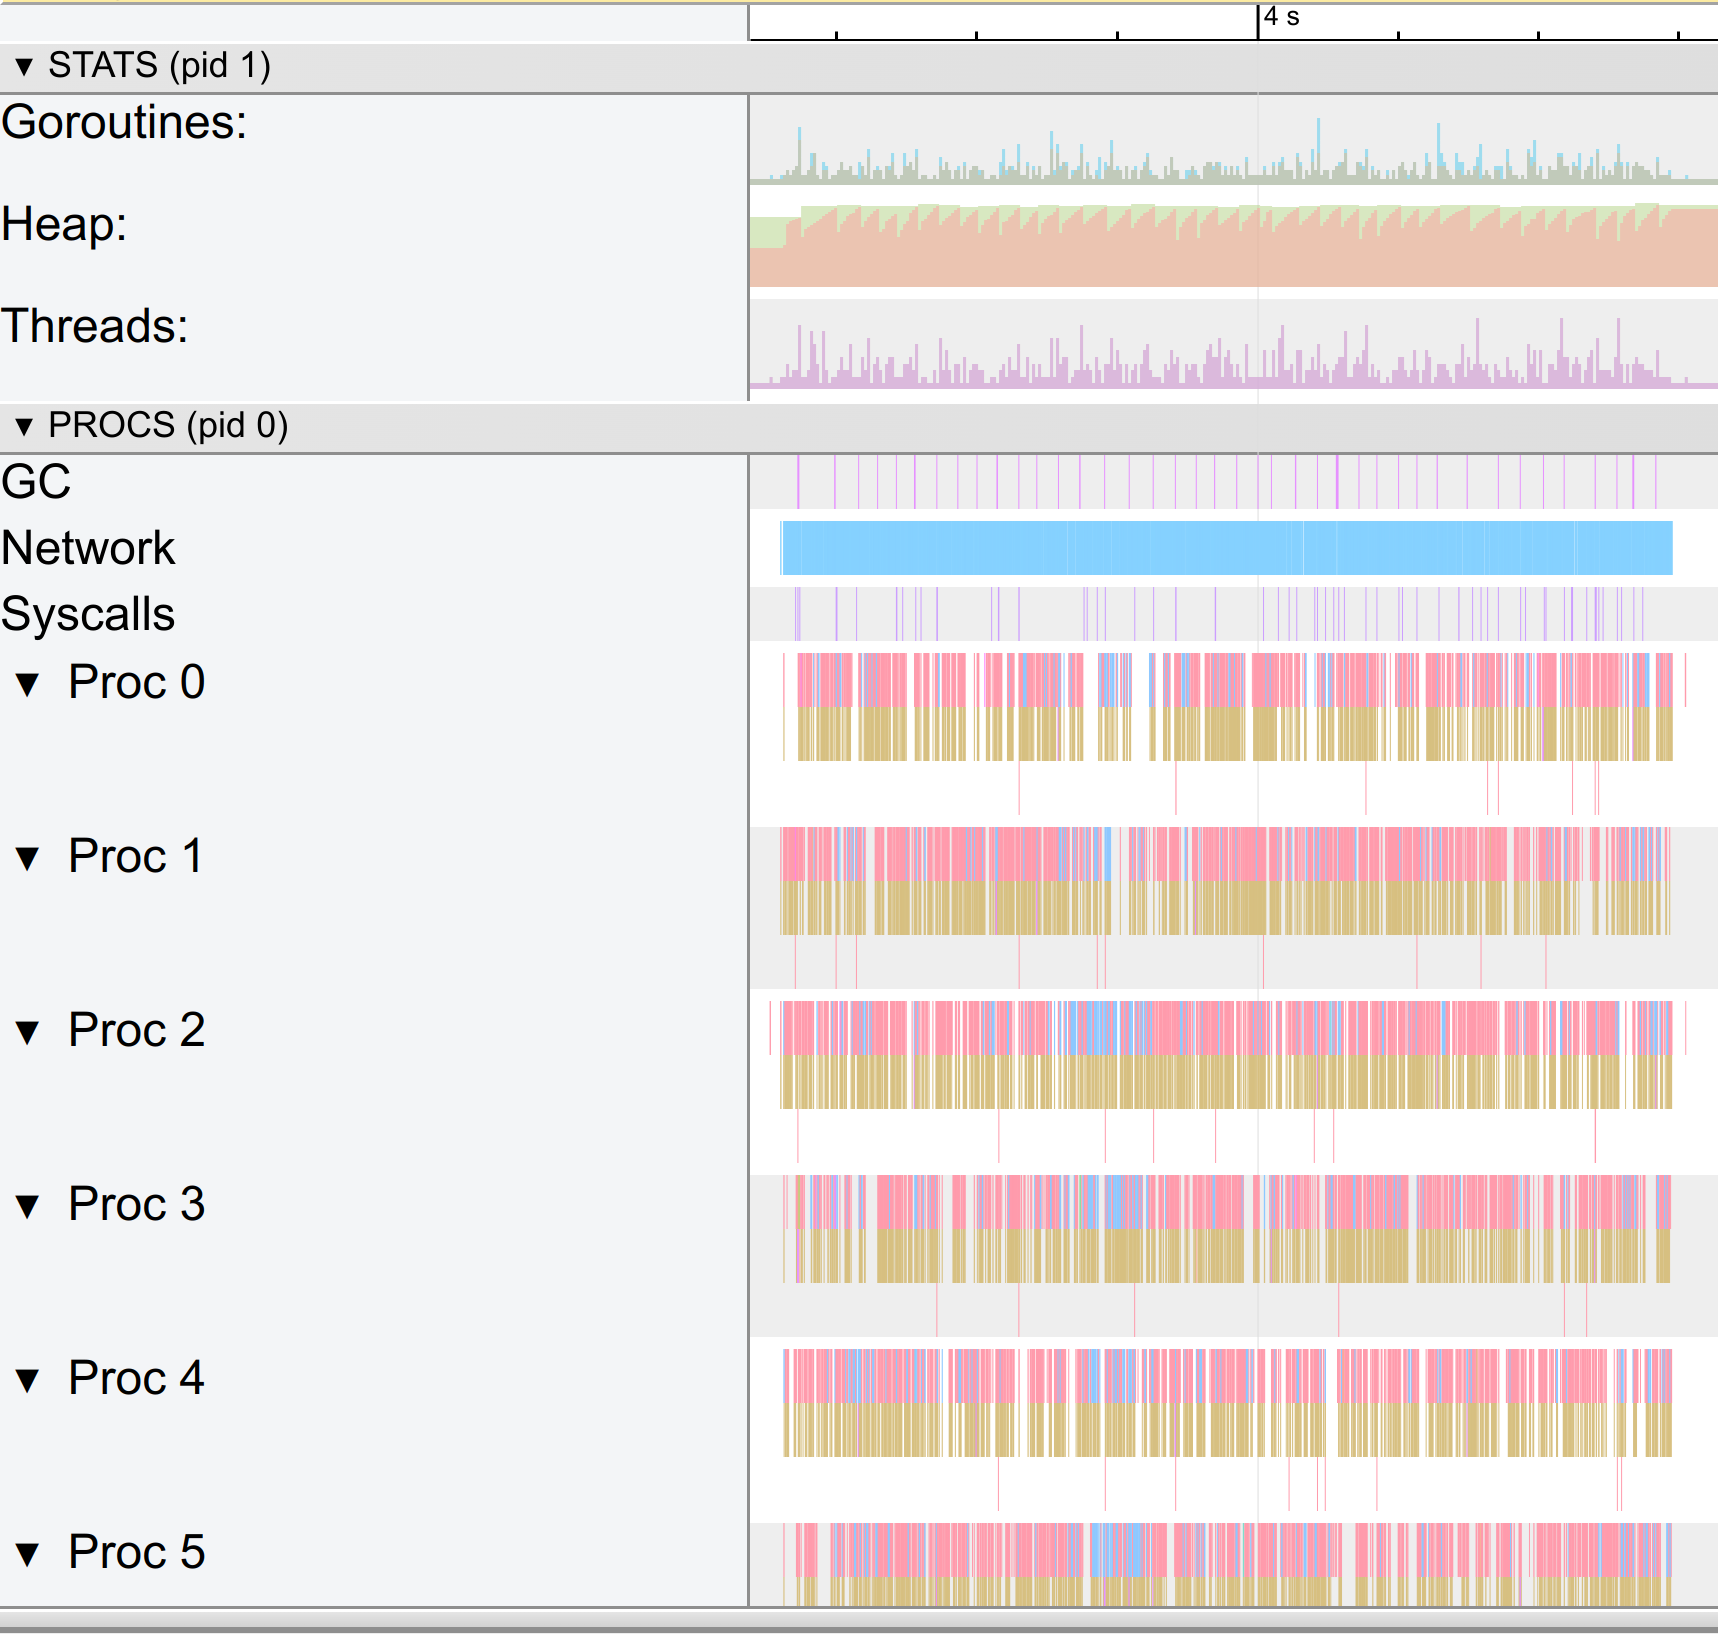 4 s
▼ STATS (pid 1)
Goroutines:
Heap:
Threads:
▼ PROCS (pid 0)
GC
Network
Syscalls
▼ Proc 0
▼ Proc 1
▼ Proc 2
▼ Proc 3
▼ Proc 4
▼ Proc 5